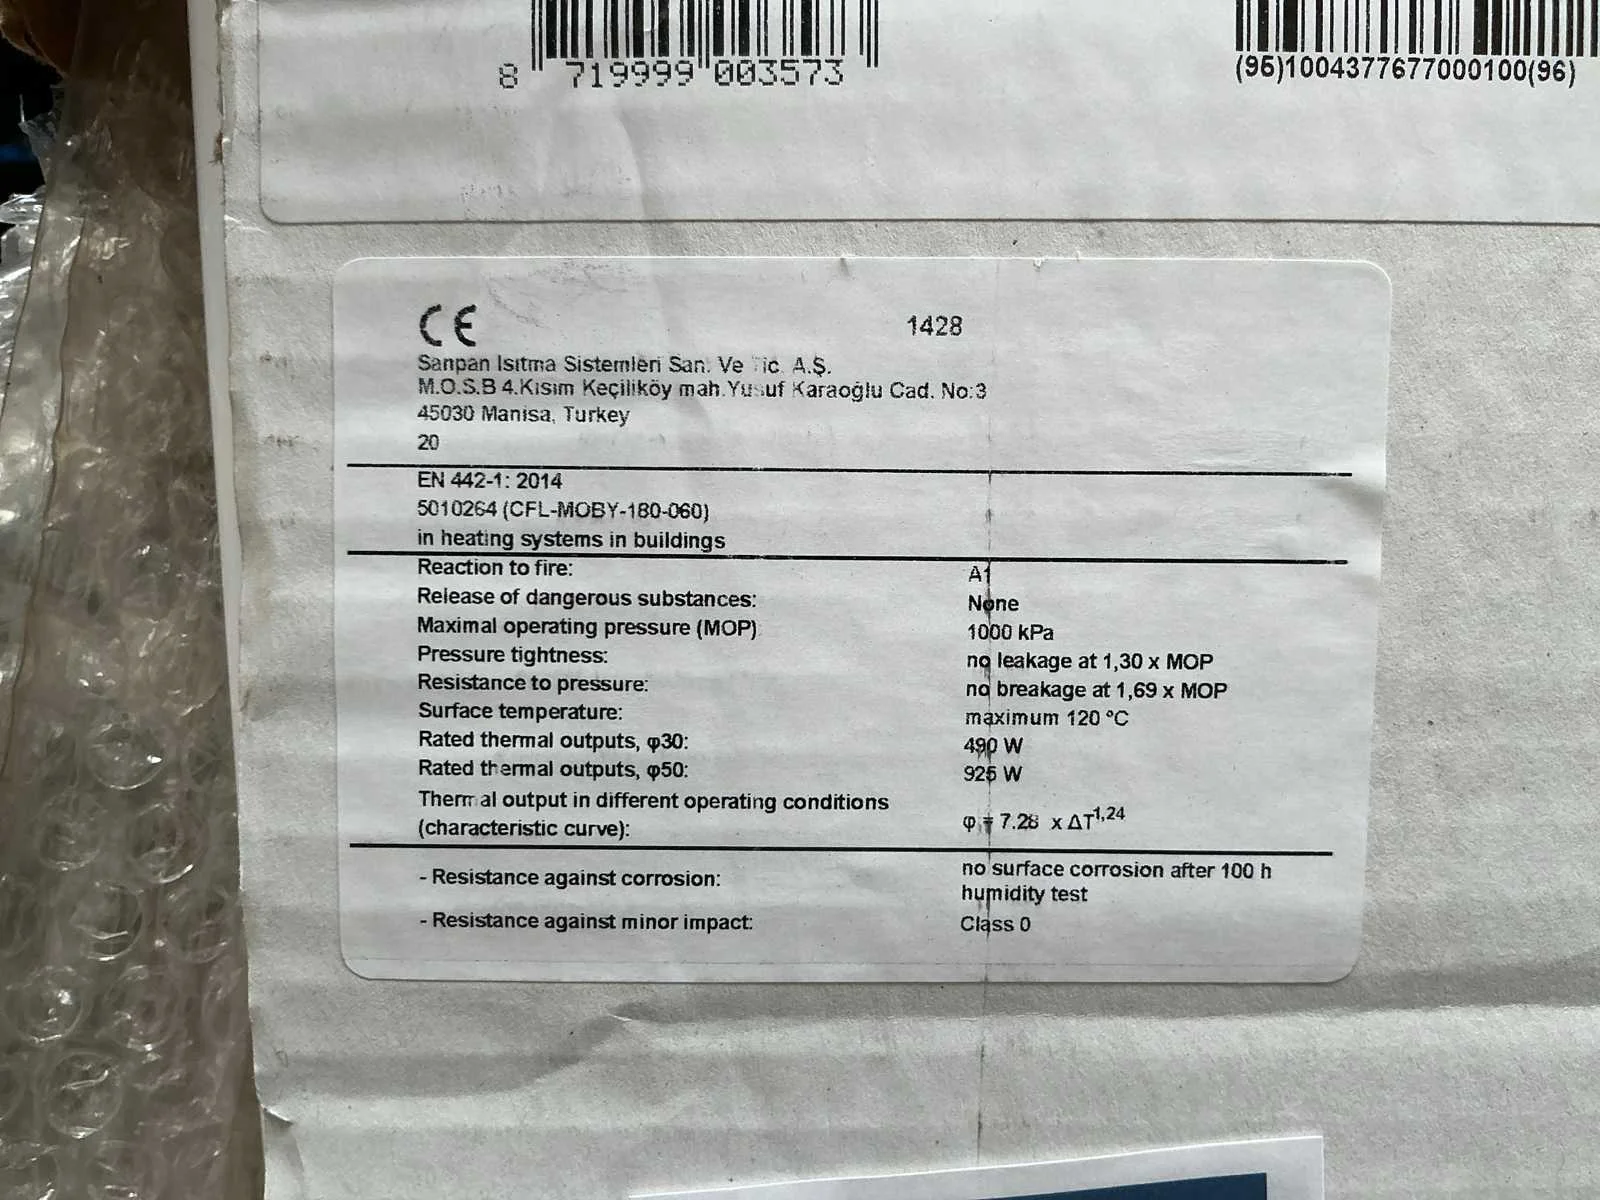 8 719999 003573
(95)1004377677000100(96)
CE 1428
Sanpan Isıtma Sistemleri San. Ve Tic. A.Ş.
M.O.S.B 4.Kısım Keçiliköy mah.Yusuf Karaoğlu Cad. No:3
45030 Manisa, Turkey
20
EN 442-1: 2014
5010264 (CFL-MOBY-180-060)
in heating systems in buildings
Reaction to fire: A1
Release of dangerous substances: None
Maximal operating pressure (MOP) 1000 kPa
Pressure tightness: no leakage at 1,30 x MOP
Resistance to pressure: no breakage at 1,69 x MOP
Surface temperature: maximum 120 °C
Rated thermal outputs, φ30: 490 W
Rated thermal outputs, φ50: 925 W
Thermal output in different operating conditions
(characteristic curve): φ = 7.28 x ΔT^1,24
- Resistance against corrosion: no surface corrosion after 100 h
humidity test
- Resistance against minor impact: Class 0